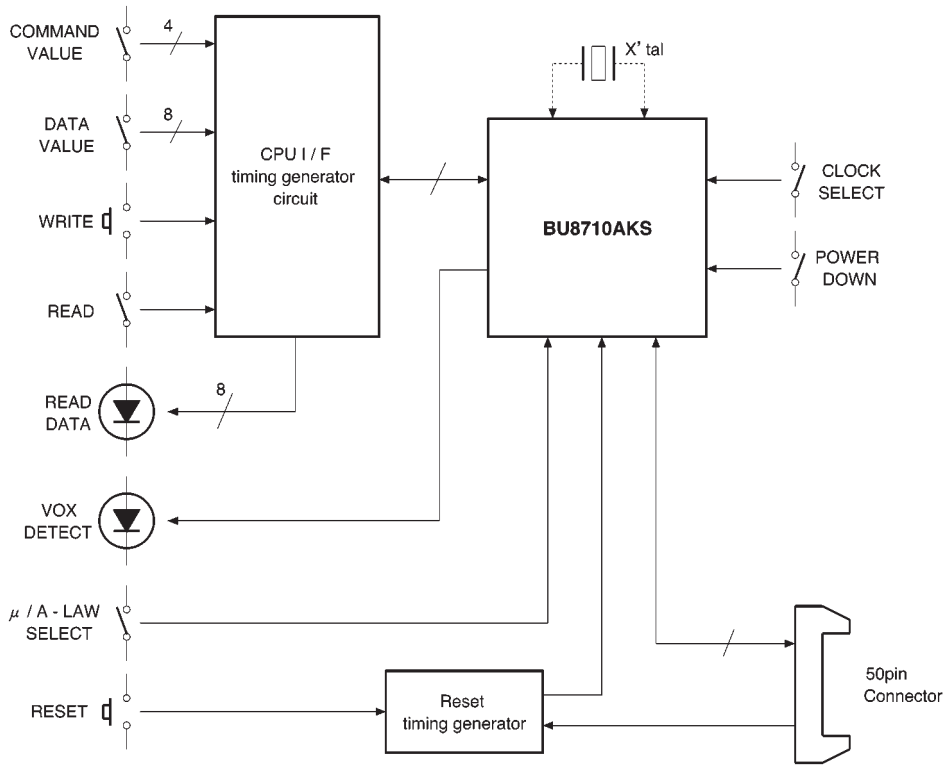 COMMAND
VALUE
4
X' tal
DATA
VALUE
8
CPU I / F
timing generator
circuit
CLOCK
SELECT
WRITE
BU8710AKS
POWER
DOWN
READ
READ
DATA
8
VOX
DETECT
μ / A - LAW
SELECT
50pin
Connector
RESET
Reset
timing generator